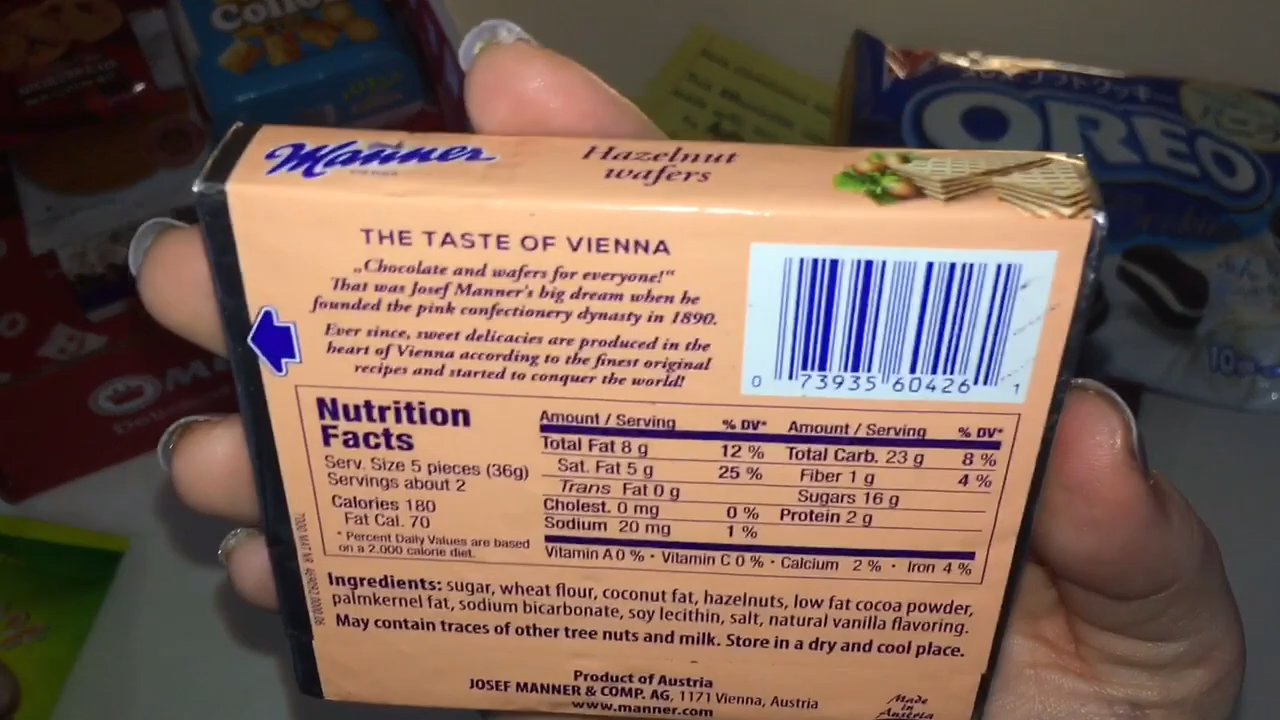 Manner
Hazelnut
wafers
THE TASTE OF VIENNA
„Chocolate and wafers for everyone!“
That was Josef Manner's big dream when he
founded the pink confectionery dynasty in 1890.
Ever since, sweet delicacies are produced in the
heart of Vienna according to the finest original
recipes and started to conquer the world!
0 73935 60426 1
Nutrition
Facts
Serv. Size 5 pieces (36g)
Servings about 2
Calories 180
Fat Cal. 70
* Percent Daily Values are based
on a 2.000 calorie diet.
Amount / Serving % DV* Amount / Serving % DV*
Total Fat 8 g 12 % Total Carb. 23 g 8 %
Sat. Fat 5 g 25 % Fiber 1 g 4 %
Trans Fat 0 g Sugars 16 g
Cholest. 0 mg 0 % Protein 2 g
Sodium 20 mg 1 %
Vitamin A 0 % • Vitamin C 0 % • Calcium 2 % • Iron 4 %
Ingredients: sugar, wheat flour, coconut fat, hazelnuts, low fat cocoa powder,
palmkernel fat, sodium bicarbonate, soy lecithin, salt, natural vanilla flavoring.
May contain traces of other tree nuts and milk. Store in a dry and cool place.
Product of Austria
JOSEF MANNER & COMP. AG, 1171 Vienna, Austria
www.manner.com
Made
in
Austria
OREO